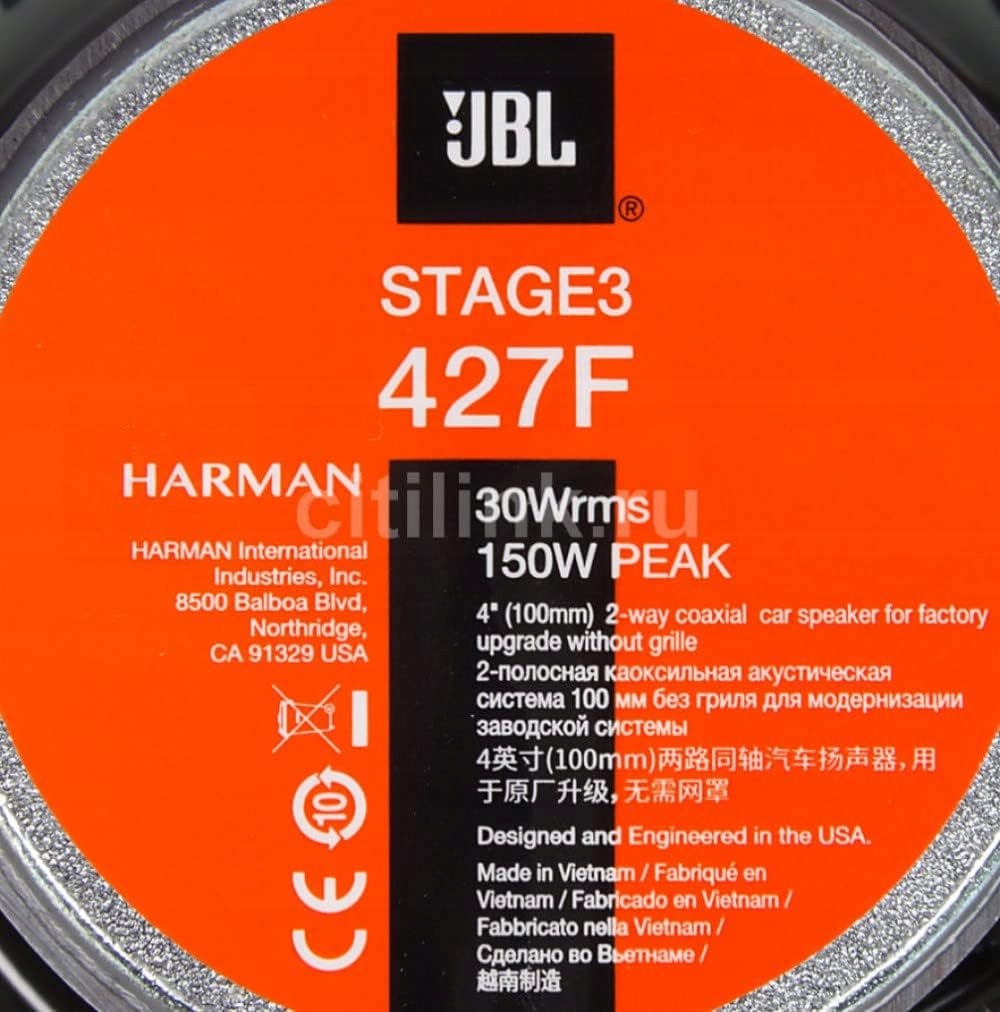 JBL
®
STAGE3
427F
HARMAN
HARMAN International
Industries, Inc.
8500 Balboa Blvd,
Northridge,
CA 91329 USA
10
CE
citilink.ru
30Wrms
150W PEAK
4" (100mm) 2-way coaxial car speaker for factory
upgrade without grille
2-полосная каоксильная акустическая
система 100 мм без гриля для модернизации
заводской системы
4英寸(100mm)两路同轴汽车扬声器,用
于原厂升级,无需网罩
Designed and Engineered in the USA.
Made in Vietnam / Fabriqué en
Vietnam / Fabricado en Vietnam /
Fabbricato nella Vietnam /
Сделано во Вьетнаме /
越南制造